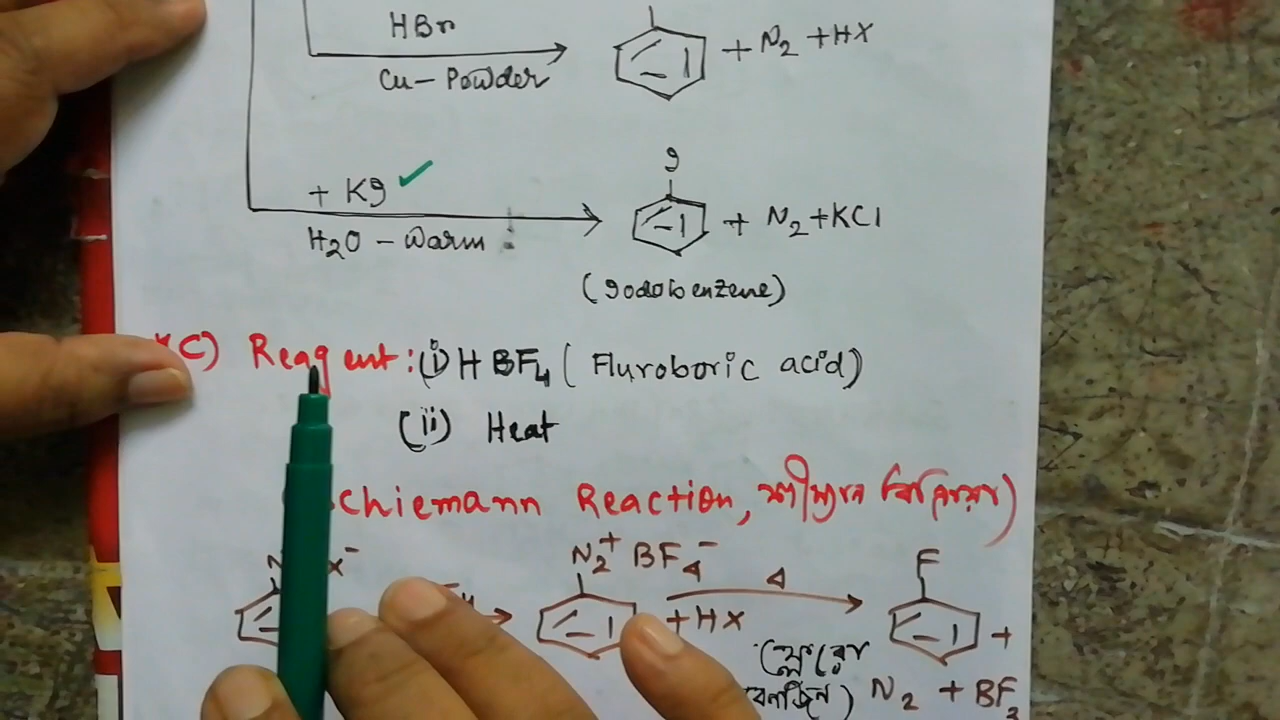 HBr
+ N2 + HX
Cu - Powder
I
+ KI
+ N2 + KCl
H2O - Warm
(Iodobenzene)
C) Reagent: (i) HBF4 (Fluroboric acid)
(ii) Heat
chiemann Reaction, শীম্যান বিক্রিয়া)
X-
N2+ BF4-
Δ
F
+HX
+
(ফ্লোরো
বেনজিন) N2 + BF3